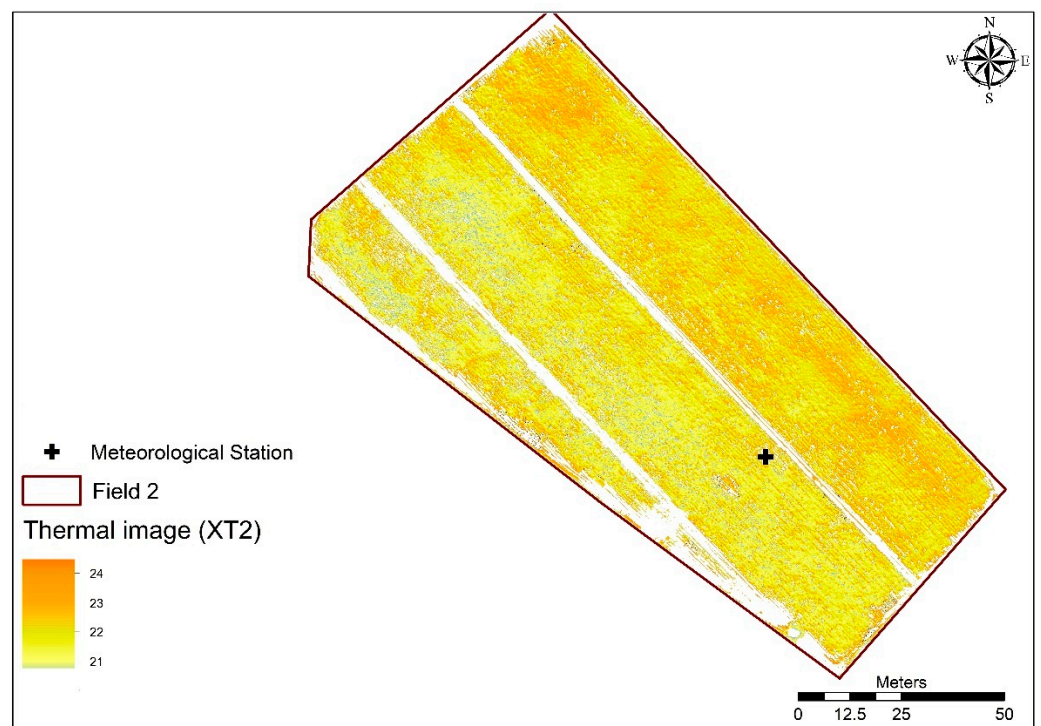 N
W E
S
Meteorological Station
Field 2
Thermal image (XT2)
24
23
22
21
Meters
0 12.5 25 50